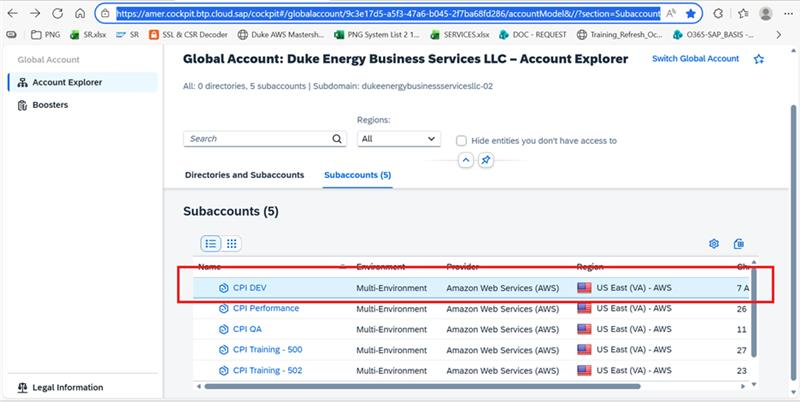 https://amer.cockpit.btp.cloud.sap/cockpit#/globalaccount/9c3e17d5-a5f3-47a6-b045-2f7ba68fd286/accountModel&//?section=Subaccount
PNG SR.xlsx SR SSL & CSR Decoder Duke AWS Mastersh... PNG System List 2 1... SERVICES.xlsx DOC - REQUEST Training_Refresh_Oc... O365-SAP_BASIS - ...
Global Account
Account Explorer
Boosters
Legal Information
Global Account: Duke Energy Business Services LLC – Account Explorer
Switch Global Account
All: 0 directories, 5 subaccounts | Subdomain: dukeenergybusinessservicesllc-02
Regions:
Search All Hide entities you don't have access to
Directories and Subaccounts Subaccounts (5)
Subaccounts (5)
Name Environment Provider Region
CPI DEV Multi-Environment Amazon Web Services (AWS) US East (VA) - AWS 7 A
CPI Performance Multi-Environment Amazon Web Services (AWS) US East (VA) - AWS 26
CPI QA Multi-Environment Amazon Web Services (AWS) US East (VA) - AWS 11
CPI Training - 500 Multi-Environment Amazon Web Services (AWS) US East (VA) - AWS 27
CPI Training - 502 Multi-Environment Amazon Web Services (AWS) US East (VA) - AWS 23